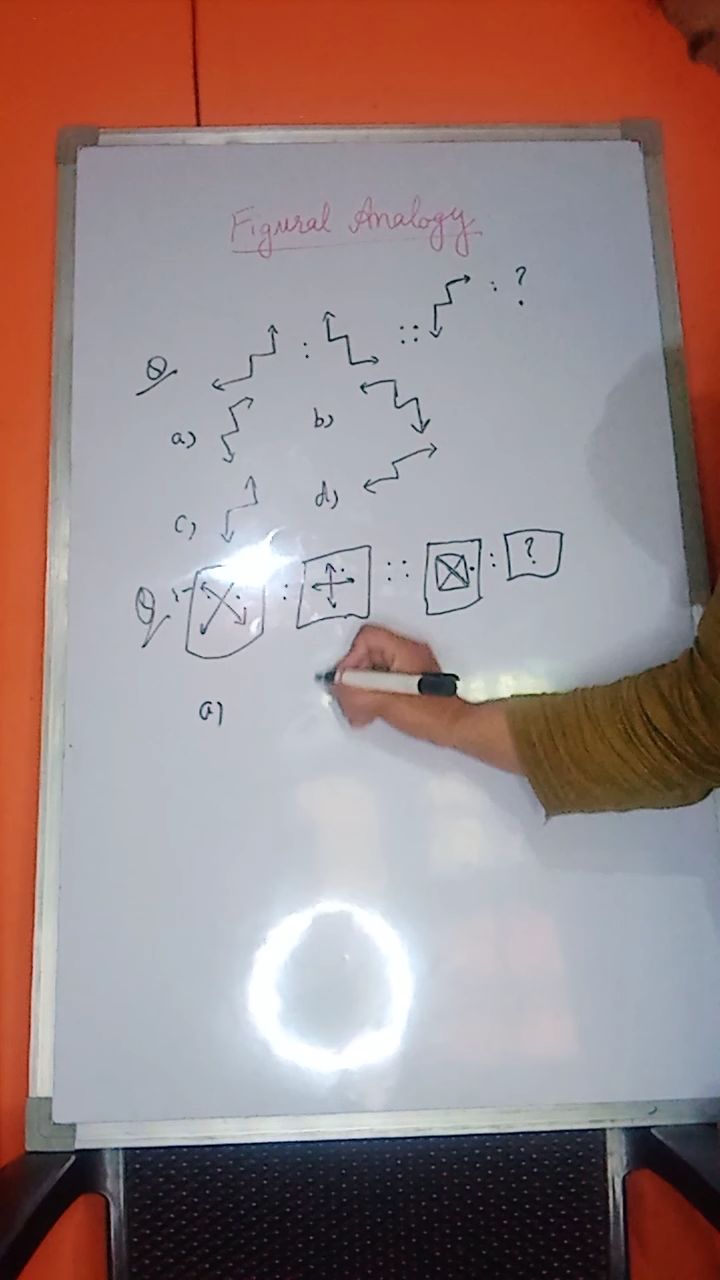 Figural Analogy
Q : :: : ?
a) b)
c) d)
Q : :: : ?
a)